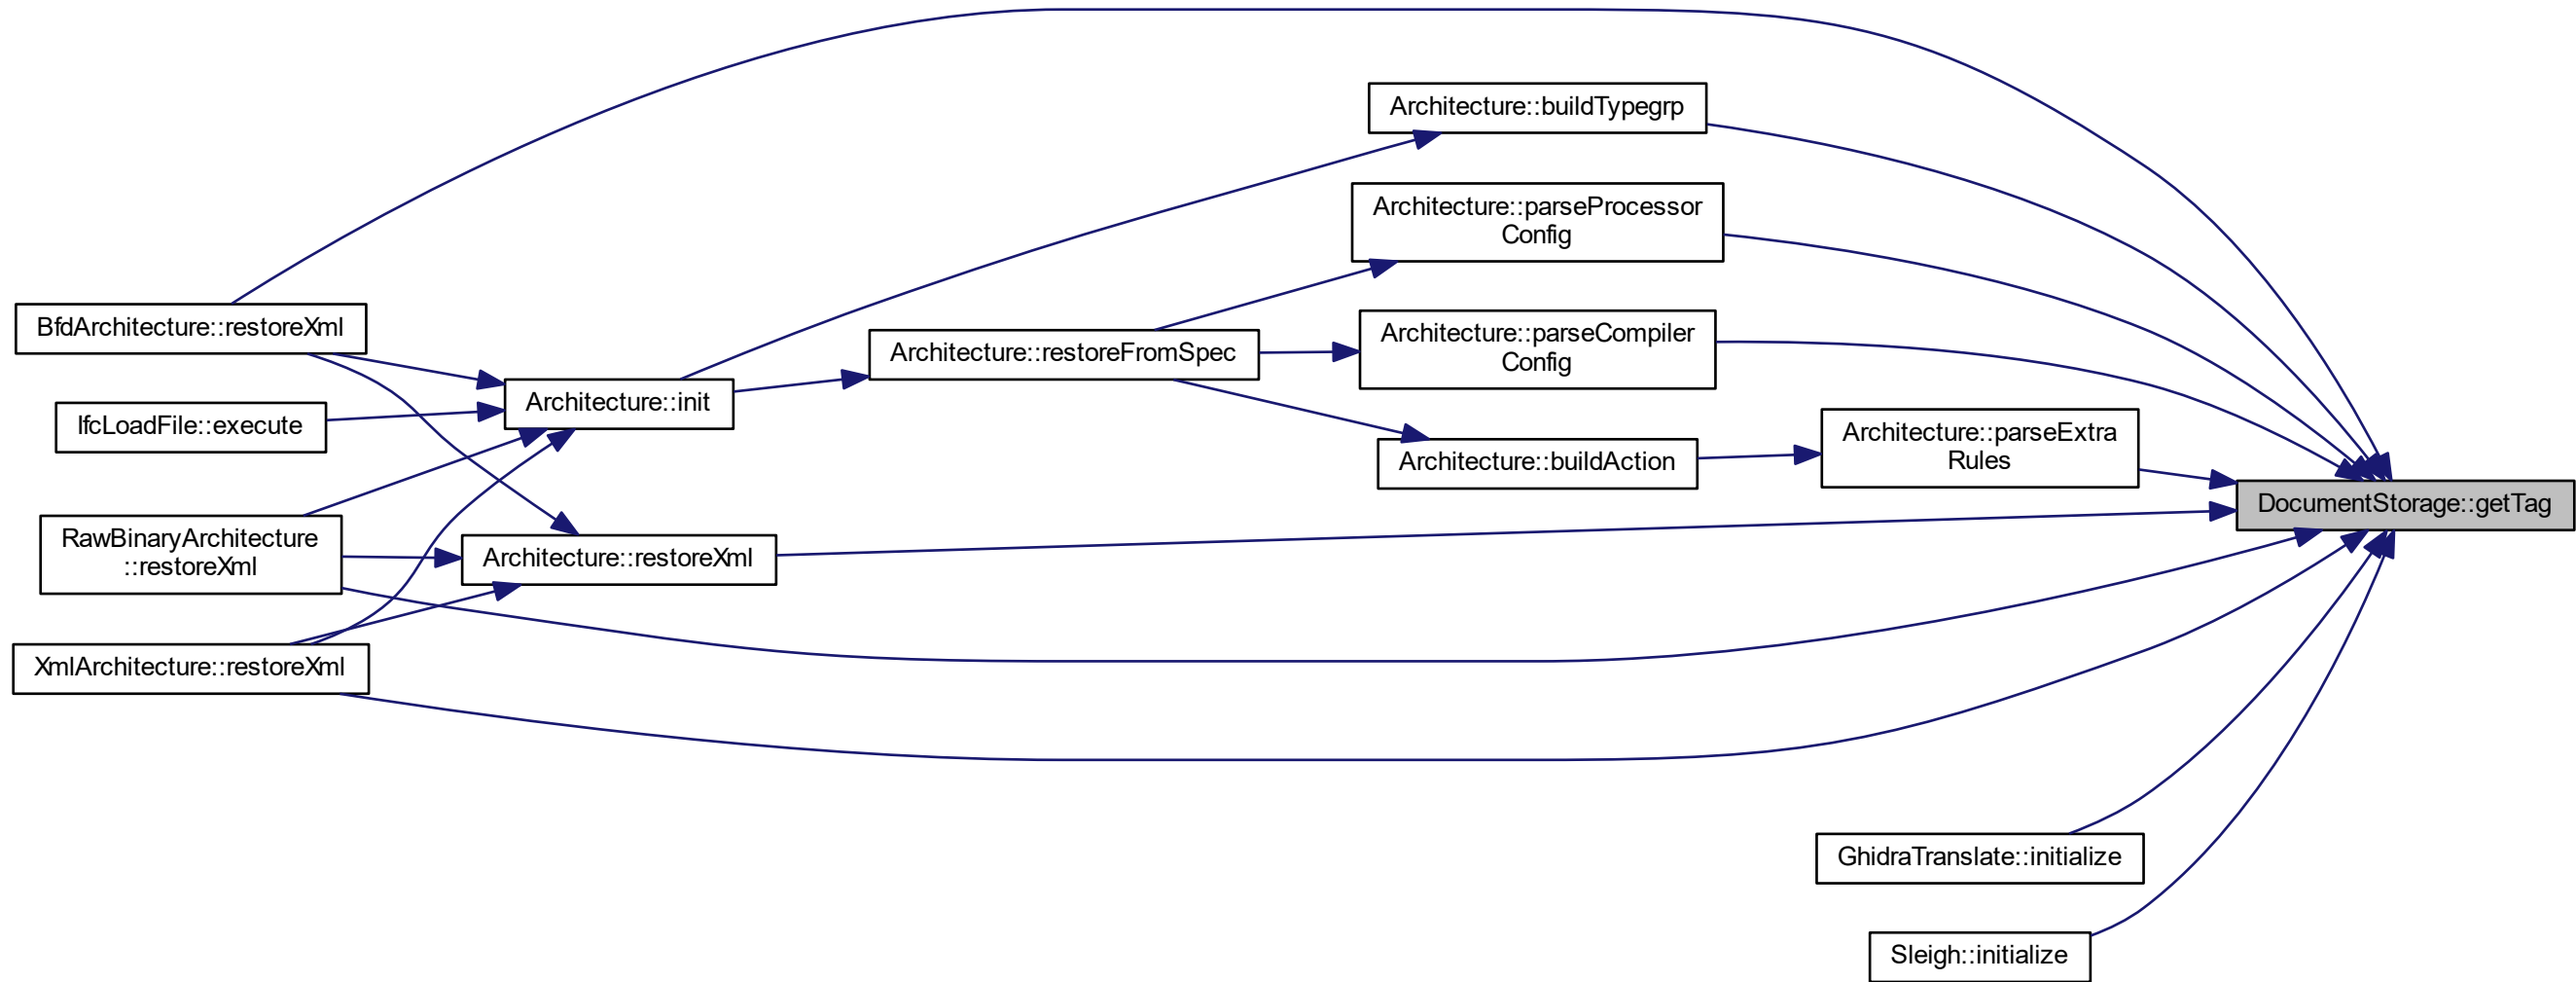 Architecture::buildTypegrp
Architecture::parseProcessor
Config
BfdArchitecture::restoreXml
Architecture::restoreFromSpec
Architecture::parseCompiler
Config
Architecture::init
IfcLoadFile::execute
Architecture::buildAction
Architecture::parseExtra
Rules
DocumentStorage::getTag
RawBinaryArchitecture
::restoreXml
Architecture::restoreXml
XmlArchitecture::restoreXml
GhidraTranslate::initialize
Sleigh::initialize